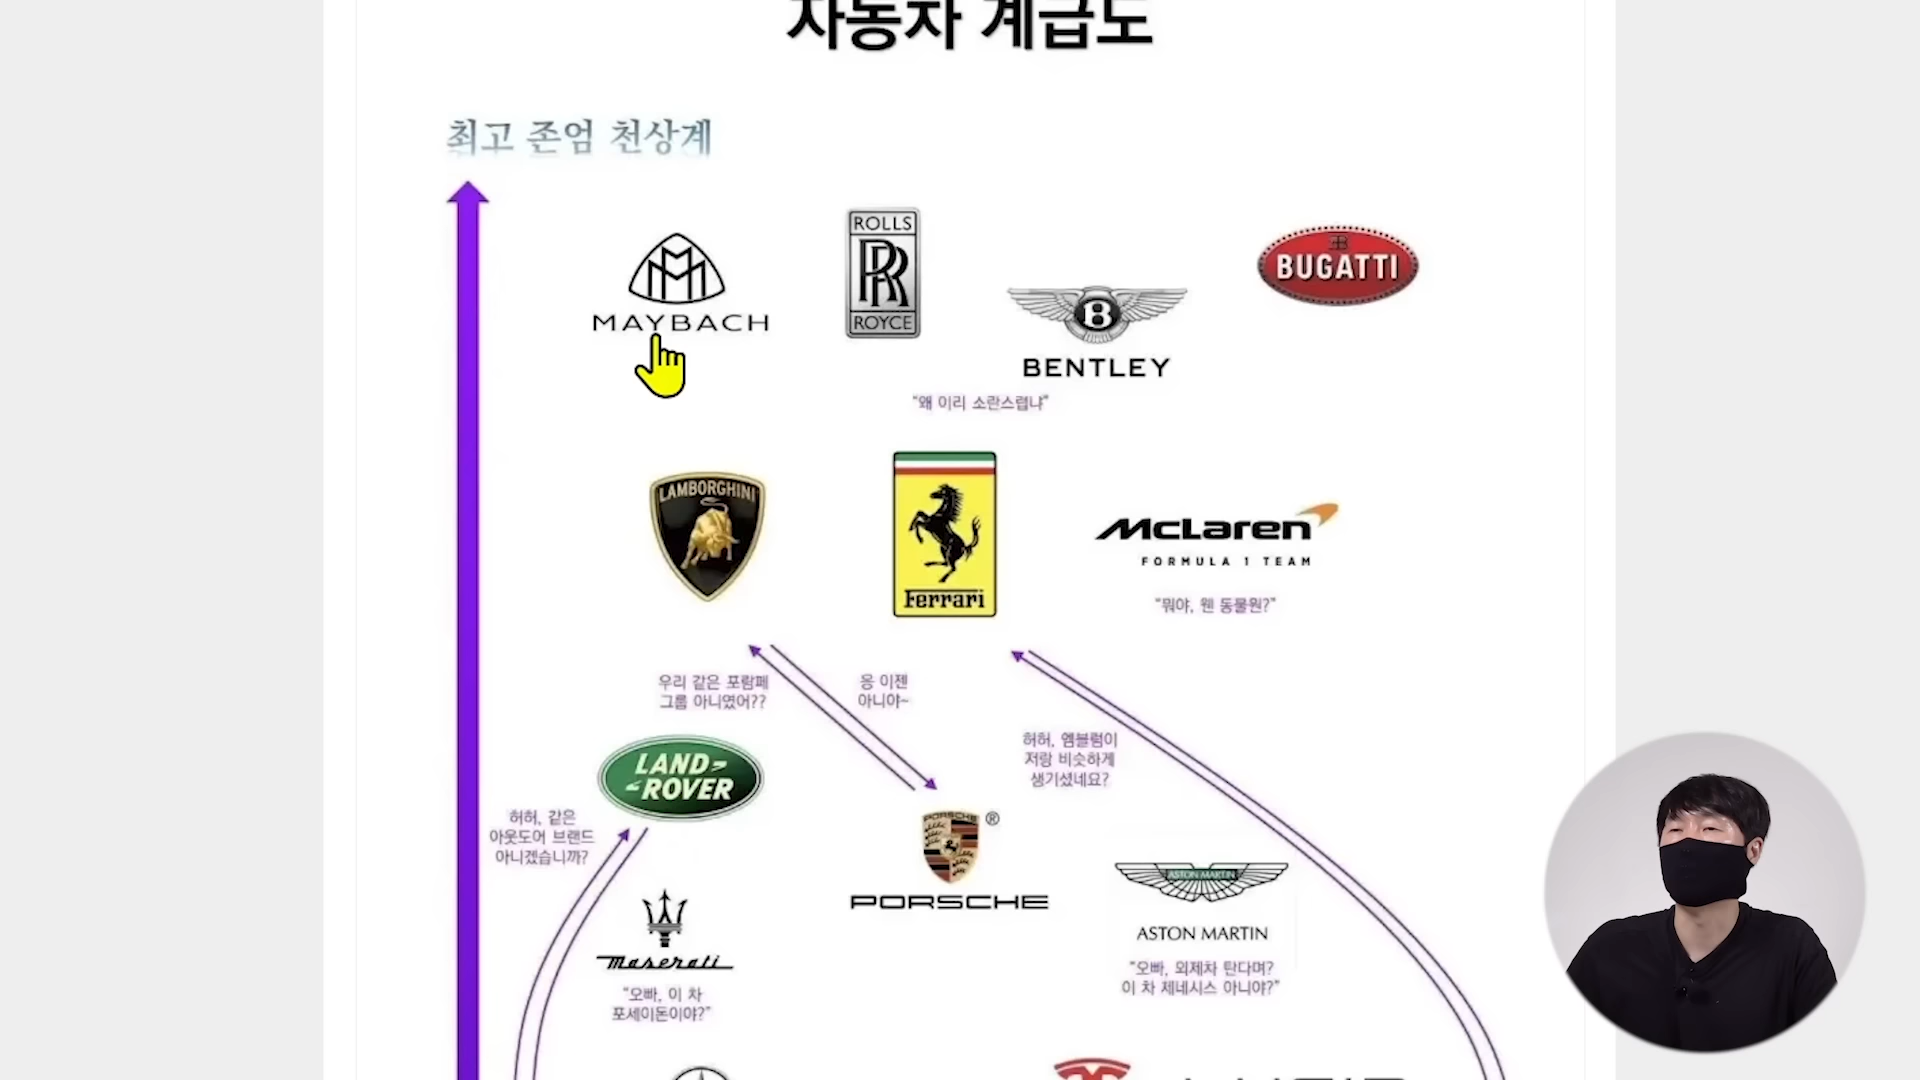 자동차 계급도
최고 존엄 천상계
MAYBACH
ROLLS
RR
ROYCE
B
BENTLEY
BUGATTI
"왜 이리 소란스럽냐"
LAMBORGHINI
Ferrari
McLaren
FORMULA 1 TEAM
"뭐야, 웬 동물원?"
우리 같은 포람페
그룹 아니였어??
응 이젠
아니야~
허허, 엠블럼이
저랑 비슷하게
생기셨네요?
LAND
ROVER
허허, 같은
아웃도어 브랜드
아니겠습니까?
PORSCHE
®
PORSCHE
ASTON MARTIN
ASTON MARTIN
"오빠, 외제차 탄다며?
이 차 제네시스 아니야?"
Maserati
"오빠, 이 차
포세이돈이야?"